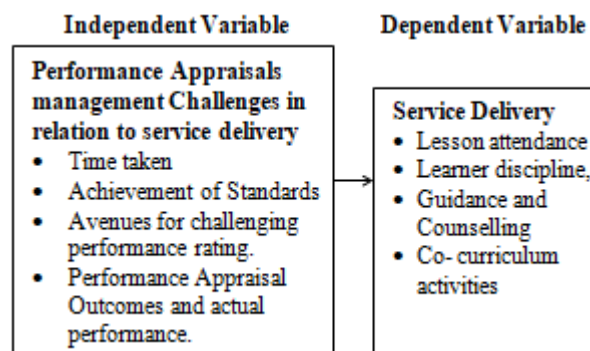 Independent Variable
Dependent Variable
Performance Appraisals
management Challenges in
relation to service delivery
• Time taken
• Achievement of Standards
• Avenues for challenging
performance rating.
• Performance Appraisal
Outcomes and actual
performance.
Service Delivery
• Lesson attendance
• Learner discipline,
• Guidance and
Counselling
• Co- curriculum
activities